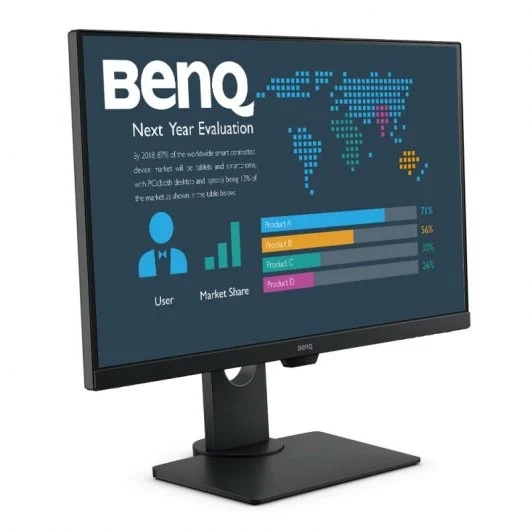 BenQ
Next Year Evaluation
By 2018, 87% of the worldwide smart connected
device market will be tablets and smartphone,
with PCs(both desktop and laptop) being 13% of
the market as shown in the table below:
Product A 71%
Product B 56%
Product C 30%
Product D 26%
User
Market Share
BenQ